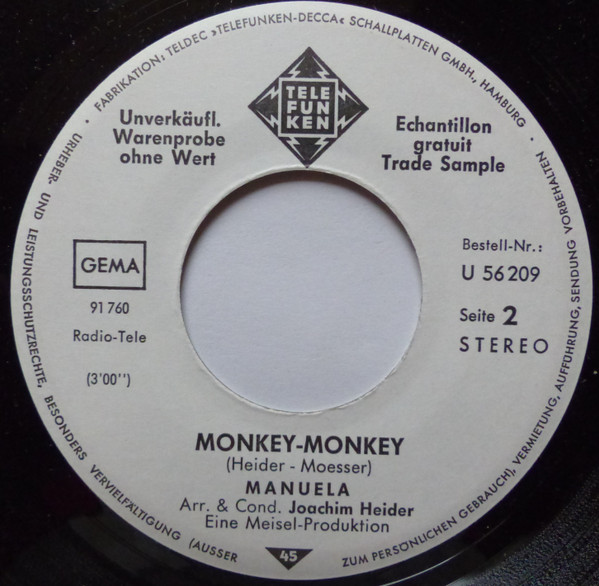 · FABRIKATION: TELDEC »TELEFUNKEN-DECCA« SCHALLPLATTEN GMBH., HAMBURG · URHEBER- UND LEISTUNGSSCHUTZRECHTE, BESONDERS VERVIELFÄLTIGUNG (AUSSER ZUM PERSÖNLICHEN GEBRAUCH), VERMIETUNG, AUFFÜHRUNG, SENDUNG VORBEHALTEN ·
TELE
FUN
KEN
Unverkäufl.
Warenprobe
ohne Wert
Echantillon
gratuit
Trade Sample
GEMA
91 760
Radio-Tele
(3'00'')
Bestell-Nr.:
U 56 209
Seite 2
STEREO
MONKEY-MONKEY
(Heider - Moesser)
MANUELA
Arr. & Cond. Joachim Heider
Eine Meisel-Produktion
45